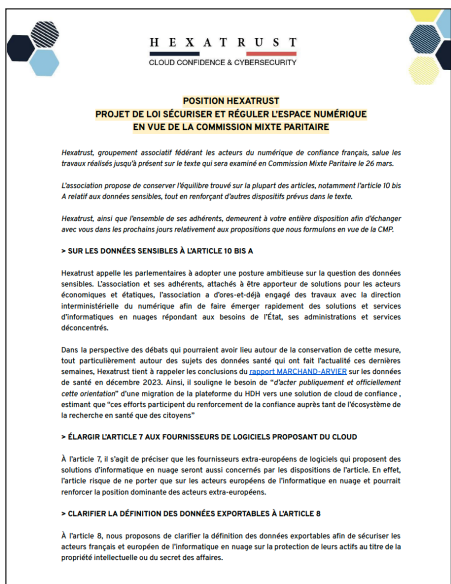 HEXATRUST
CLOUD CONFIDENCE & CYBERSECURITY
POSITION HEXATRUST
PROJET DE LOI SÉCURISER ET RÉGULER L'ESPACE NUMÉRIQUE
EN VUE DE LA COMMISSION MIXTE PARITAIRE
Hexatrust, groupement associatif fédérant les acteurs du numérique de confiance français, salue les
travaux réalisés jusqu'à présent sur le texte qui sera examiné en Commission Mixte Paritaire le 26 mars.
L'association propose de conserver l'équilibre trouvé sur la plupart des articles, notamment l'article 10 bis
A relatif aux données sensibles, tout en renforçant d'autres dispositifs prévus dans le texte.
Hexatrust, ainsi que l'ensemble de ses adhérents, demeurent à votre entière disposition afin d'échanger
avec vous dans les prochains jours relativement aux propositions que nous formulons en vue de la CMP.
> SUR LES DONNÉES SENSIBLES À L'ARTICLE 10 BIS A
Hexatrust appelle les parlementaires à adopter une posture ambitieuse sur la question des données
sensibles. L'association et ses adhérents, attachés à être apporteur de solutions pour les acteurs
économiques et étatiques, l'association a d'ores-et-déjà engagé des travaux avec la direction
interministérielle du numérique afin de faire émerger rapidement des solutions et services
d'informatiques en nuages répondant aux besoins de l'État, ses administrations et services
déconcentrés.
Dans la perspective des débats qui pourraient avoir lieu autour de la conservation de cette mesure,
tout particulièrement autour des sujets des données santé qui ont fait l'actualité ces dernières
semaines, Hexatrust tient à rappeler les conclusions du rapport MARCHAND-ARVIER sur les données
de santé en décembre 2023. Ainsi, il souligne le besoin de "d'acter publiquement et officiellement
cette orientation" d'une migration de la plateforme du HDH vers une solution de cloud de confiance ,
estimant que "ces efforts participent du renforcement de la confiance auprès tant de l'écosystème de
la recherche en santé que des citoyens"
> ÉLARGIR L'ARTICLE 7 AUX FOURNISSEURS DE LOGICIELS PROPOSANT DU CLOUD
À l'article 7, il s'agit de préciser que les fournisseurs extra-européens de logiciels qui proposent des
solutions d'informatique en nuage seront aussi concernés par les dispositions de l'article. En effet,
l'article risque de ne porter que sur les acteurs européens de l'informatique en nuage et pourrait
renforcer la position dominante des acteurs extra-européens.
> CLARIFIER LA DÉFINITION DES DONNÉES EXPORTABLES À L'ARTICLE 8
À l'article 8, nous proposons de clarifier la définition des données exportables afin de sécuriser les
acteurs français et européen de l'informatique en nuage sur la protection de leurs actifs au titre de la
propriété intellectuelle ou du secret des affaires.